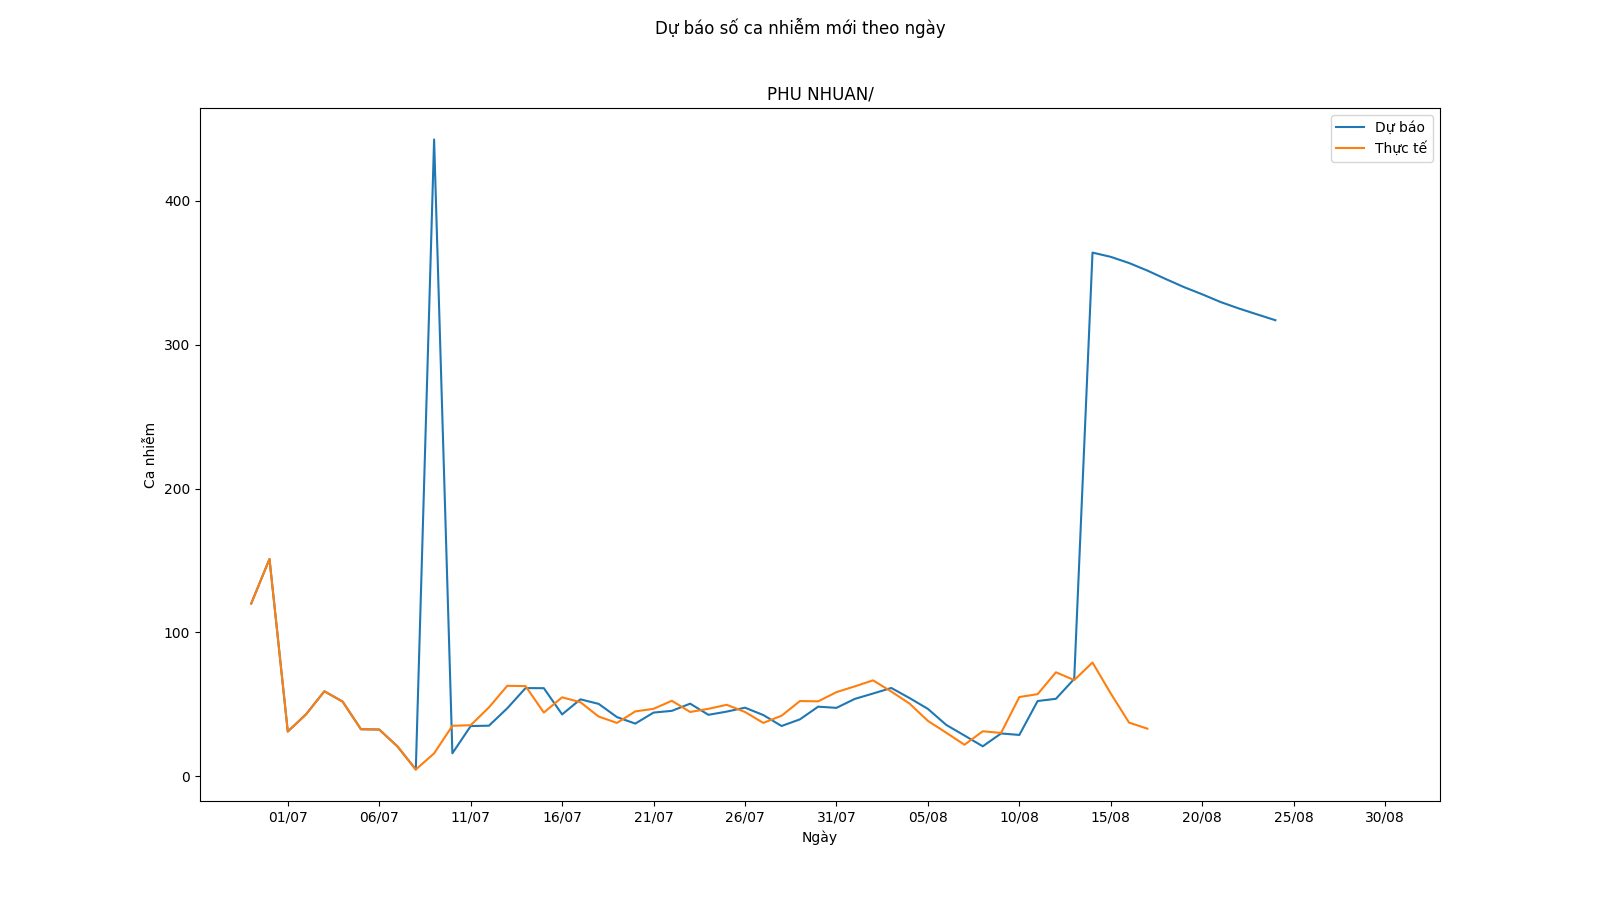 Dự báo số ca nhiễm mới theo ngày
PHU NHUAN/
Dự báo
Thực tế
400
300
200
100
0
Ca nhiễm
01/07 06/07 11/07 16/07 21/07 26/07 31/07 05/08 10/08 15/08 20/08 25/08 30/08
Ngày